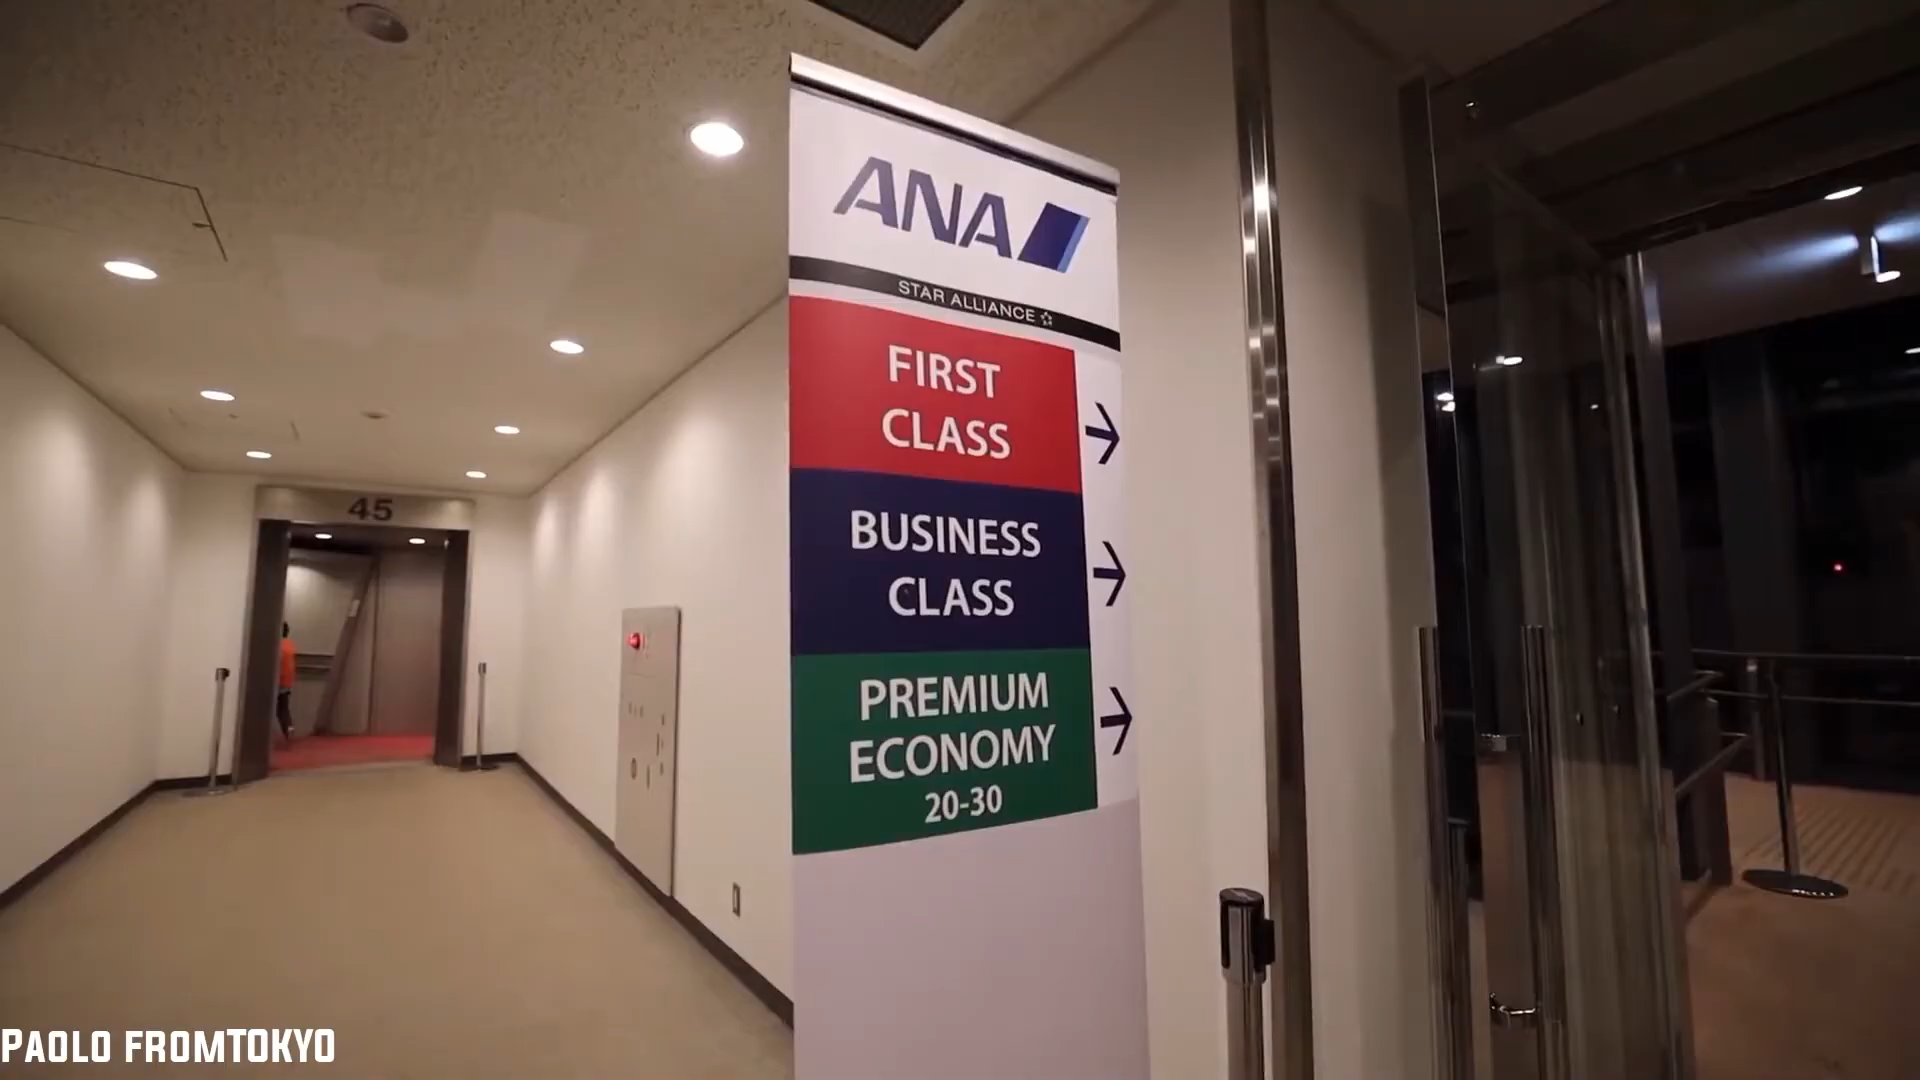 ANA
STAR ALLIANCE
FIRST
CLASS
BUSINESS
CLASS
PREMIUM
ECONOMY
20-30
45
PAOLO FROMTOKYO